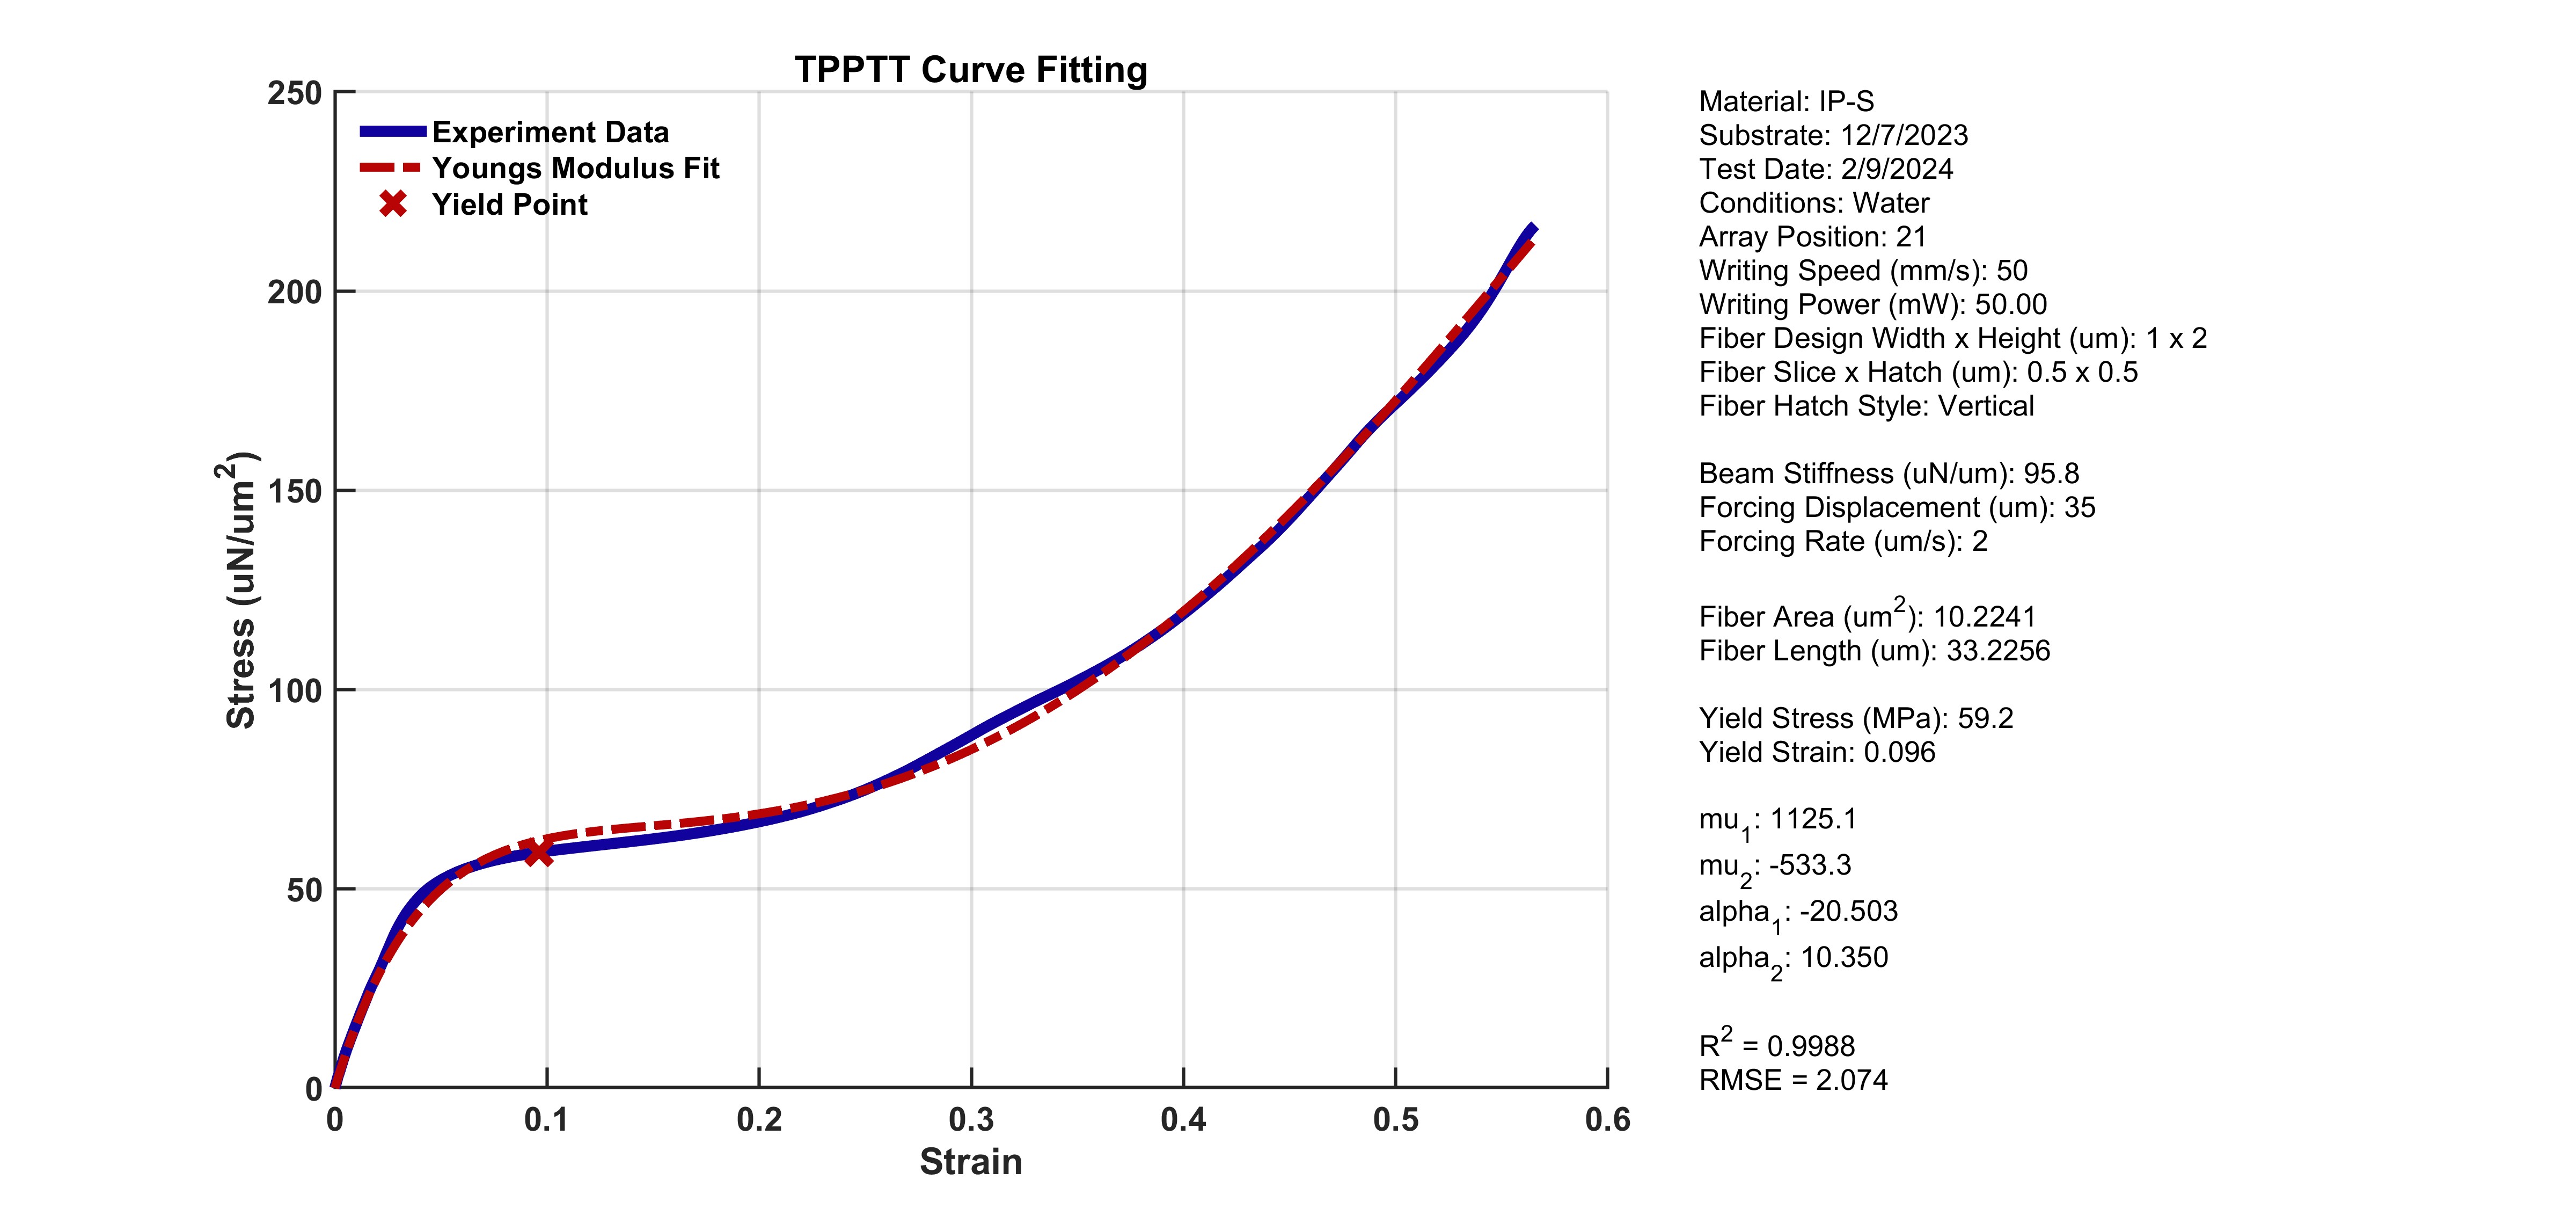 TPPTT Curve Fitting
250
200
150
100
50
0
Stress (uN/um²)
Experiment Data
Youngs Modulus Fit
Yield Point
0 0.1 0.2 0.3 0.4 0.5 0.6
Strain
Material: IP-S
Substrate: 12/7/2023
Test Date: 2/9/2024
Conditions: Water
Array Position: 21
Writing Speed (mm/s): 50
Writing Power (mW): 50.00
Fiber Design Width x Height (um): 1 x 2
Fiber Slice x Hatch (um): 0.5 x 0.5
Fiber Hatch Style: Vertical
Beam Stiffness (uN/um): 95.8
Forcing Displacement (um): 35
Forcing Rate (um/s): 2
Fiber Area (um²): 10.2241
Fiber Length (um): 33.2256
Yield Stress (MPa): 59.2
Yield Strain: 0.096
mu₁: 1125.1
mu₂: -533.3
alpha₁: -20.503
alpha₂: 10.350
R² = 0.9988
RMSE = 2.074